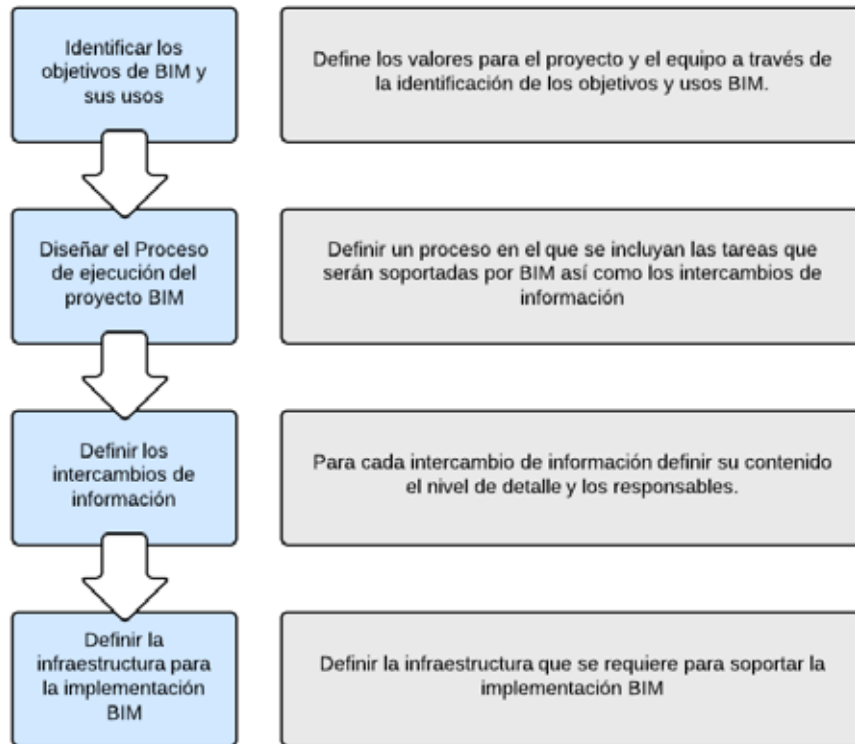 Identificar los
objetivos de BIM y
sus usos
Define los valores para el proyecto y el equipo a través de
la identificación de los objetivos y usos BIM.
Diseñar el Proceso
de ejecución del
proyecto BIM
Definir un proceso en el que se incluyan las tareas que
serán soportadas por BIM así como los intercambios de
información
Definir los
intercambios de
información
Para cada intercambio de información definir su contenido
el nivel de detalle y los responsables.
Definir la
infraestructura para
la implementación
BIM
Definir la infraestructura que se requiere para soportar la
implementación BIM